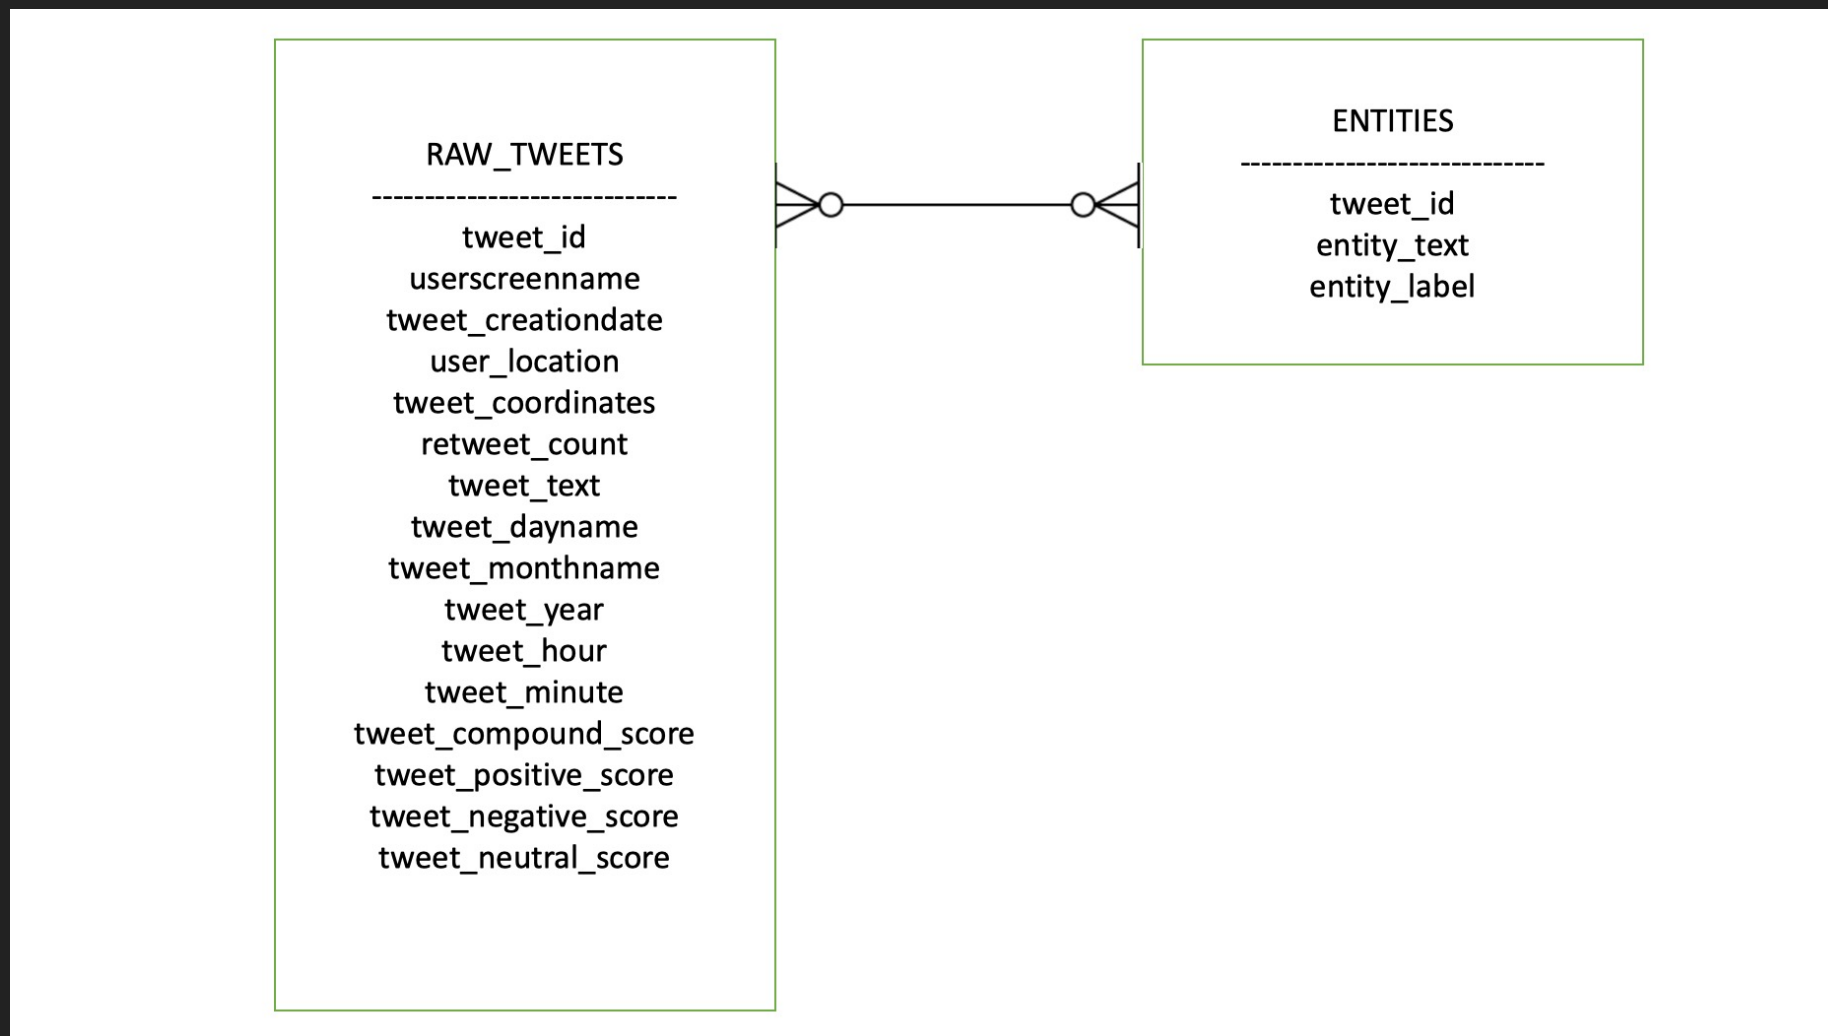 RAW_TWEETS
-----------------------------
tweet_id
userscreenname
tweet_creationdate
user_location
tweet_coordinates
retweet_count
tweet_text
tweet_dayname
tweet_monthname
tweet_year
tweet_hour
tweet_minute
tweet_compound_score
tweet_positive_score
tweet_negative_score
tweet_neutral_score
ENTITIES
-----------------------------
tweet_id
entity_text
entity_label